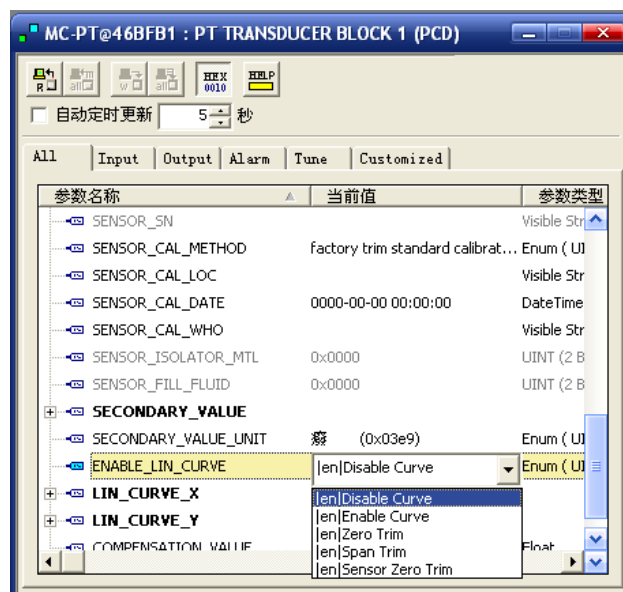 MC-PT@46BFB1 : PT TRANSDUCER BLOCK 1 (PCD)
R all w all HEX 0010 HELP
自动定时更新 5 秒
All Input Output Alarm Tune Customized
参数名称 当前值 参数类型
SENSOR_SN Visible Str
SENSOR_CAL_METHOD factory trim standard calibrat... Enum ( UI
SENSOR_CAL_LOC Visible Str
SENSOR_CAL_DATE 0000-00-00 00:00:00 DateTime
SENSOR_CAL_WHO Visible Str
SENSOR_ISOLATOR_MTL 0x0000 UINT (2 B
SENSOR_FILL_FLUID 0x0000 UINT (2 B
SECONDARY_VALUE
SECONDARY_VALUE_UNIT (0x03e9) Enum ( UI
ENABLE_LIN_CURVE |en|Disable Curve Enum ( UI
LIN_CURVE_X |en|Disable Curve
|en|Enable Curve
LIN_CURVE_Y |en|Zero Trim
COMPENSATION_VALUE |en|Span Trim Float
|en|Sensor Zero Trim